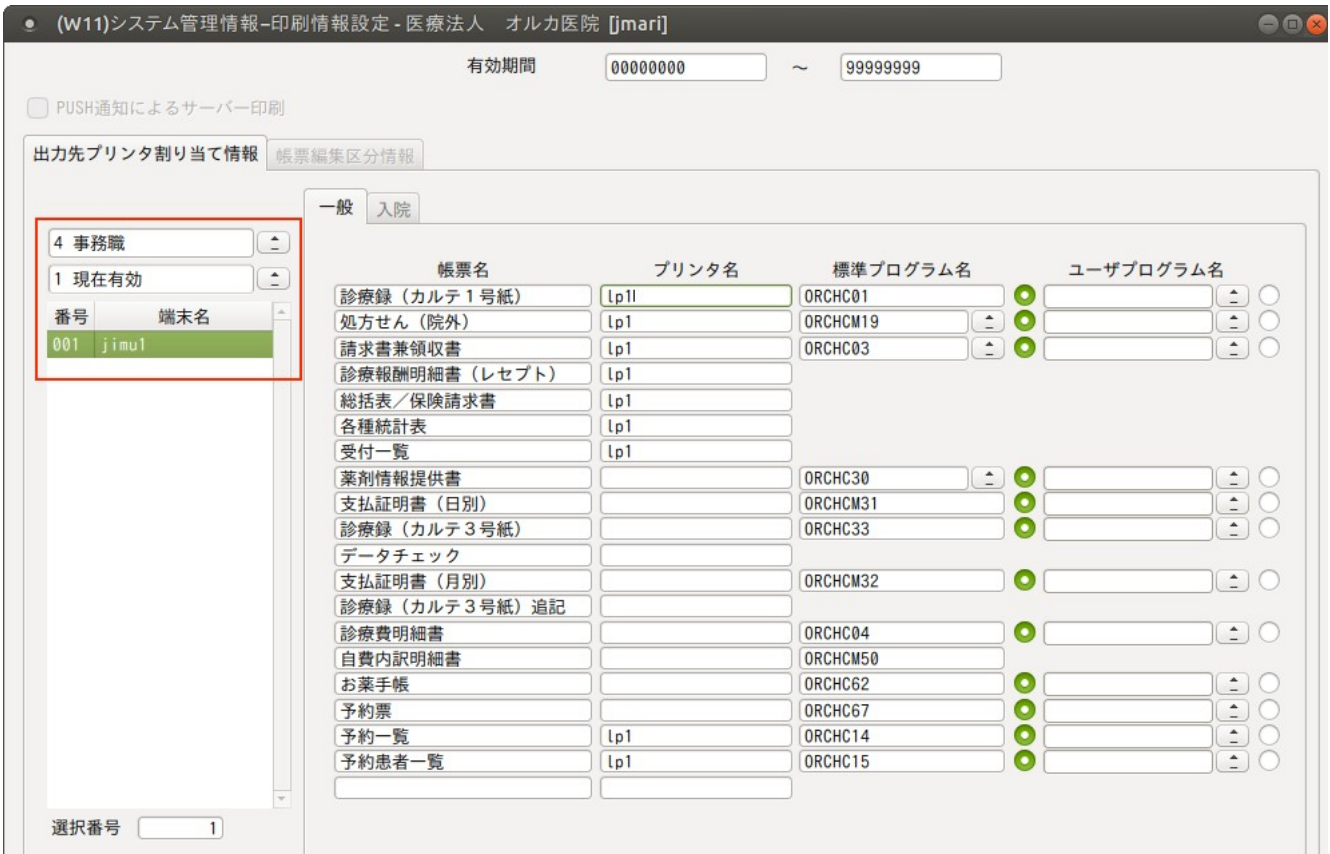 (W11)システム管理情報–印刷情報設定 - 医療法人　オルカ医院 [jmari]
有効期間 00000000 ～ 99999999
PUSH通知によるサーバー印刷
出力先プリンタ割り当て情報 帳票編集区分情報
一般 入院
4 事務職
1 現在有効
番号 端末名
001 jimu1
帳票名 プリンタ名 標準プログラム名 ユーザプログラム名
診療録（カルテ１号紙） lp1 ORCHC01
処方せん（院外） lp1 ORCHCM19
請求書兼領収書 lp1 ORCHC03
診療報酬明細書（レセプト） lp1
総括表／保険請求書 lp1
各種統計表 lp1
受付一覧 lp1
薬剤情報提供書 ORCHC30
支払証明書（日別） ORCHCM31
診療録（カルテ３号紙） ORCHC33
データチェック
支払証明書（月別） ORCHCM32
診療録（カルテ３号紙）追記
診療費明細書 ORCHC04
自費内訳明細書 ORCHCM50
お薬手帳 ORCHC62
予約票 ORCHC67
予約一覧 lp1 ORCHC14
予約患者一覧 lp1 ORCHC15
選択番号 1